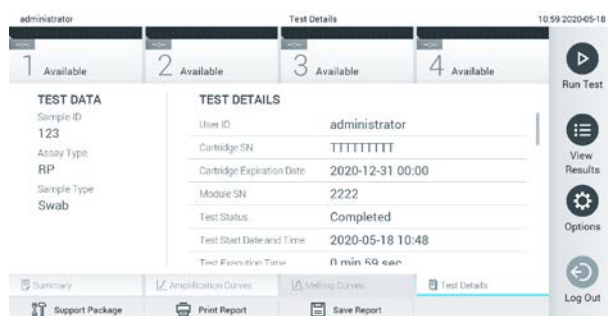 administrator Test Details 10:59 2020-05-18
1 Available 2 Available 3 Available 4 Available
Run Test
View Results
Options
Log Out
TEST DATA
Sample ID
123
Assay Type
RP
Sample Type
Swab
TEST DETAILS
User ID administrator
Cartridge SN TTTTTTTTT
Cartridge Expiration Date 2020-12-31 00:00
Module SN 2222
Test Status Completed
Test Start Date and Time 2020-05-18 10:48
Test Execution Time 0 min 59 sec
Summary Amplification Curves Melting Curves Test Details
Support Package Print Report Save Report